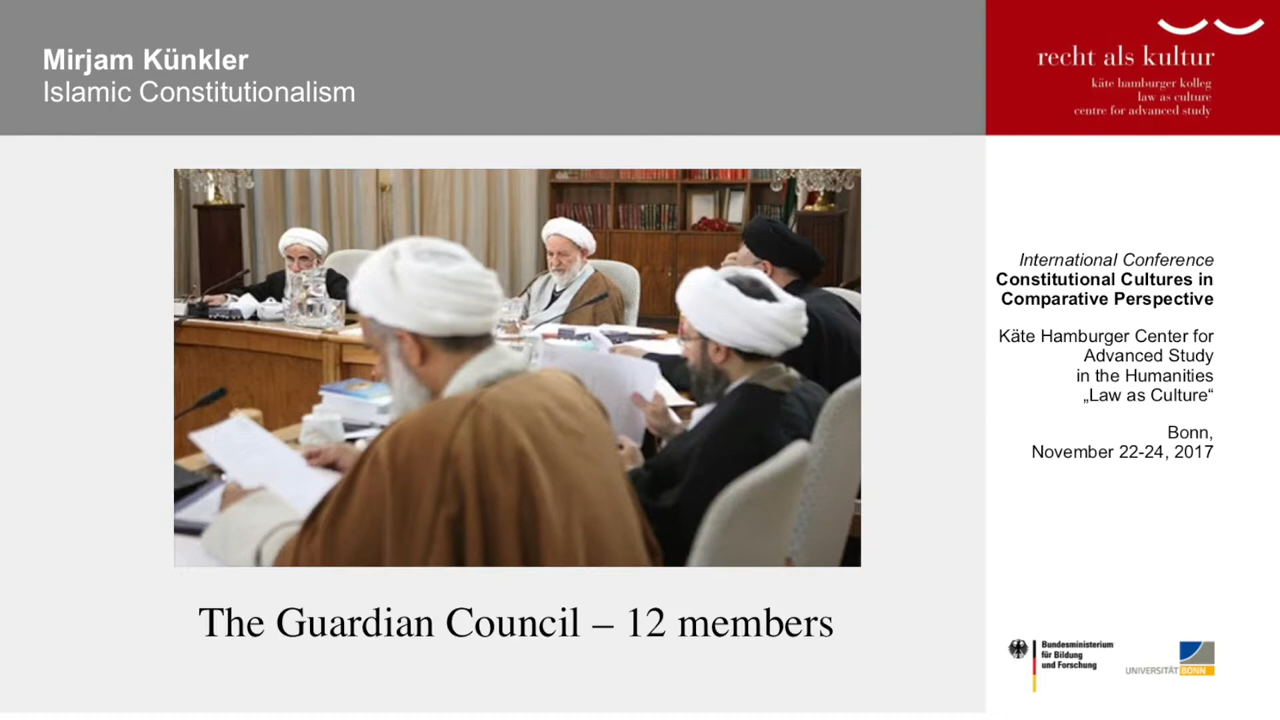 Mirjam Künkler
Islamic Constitutionalism
recht als kultur
käte hamburger kolleg
law as culture
centre for advanced study
International Conference
Constitutional Cultures in
Comparative Perspective
Käte Hamburger Center for
Advanced Study
in the Humanities
„Law as Culture“
Bonn,
November 22-24, 2017
The Guardian Council – 12 members
Bundesministerium
für Bildung
und Forschung
UNIVERSITÄT BONN